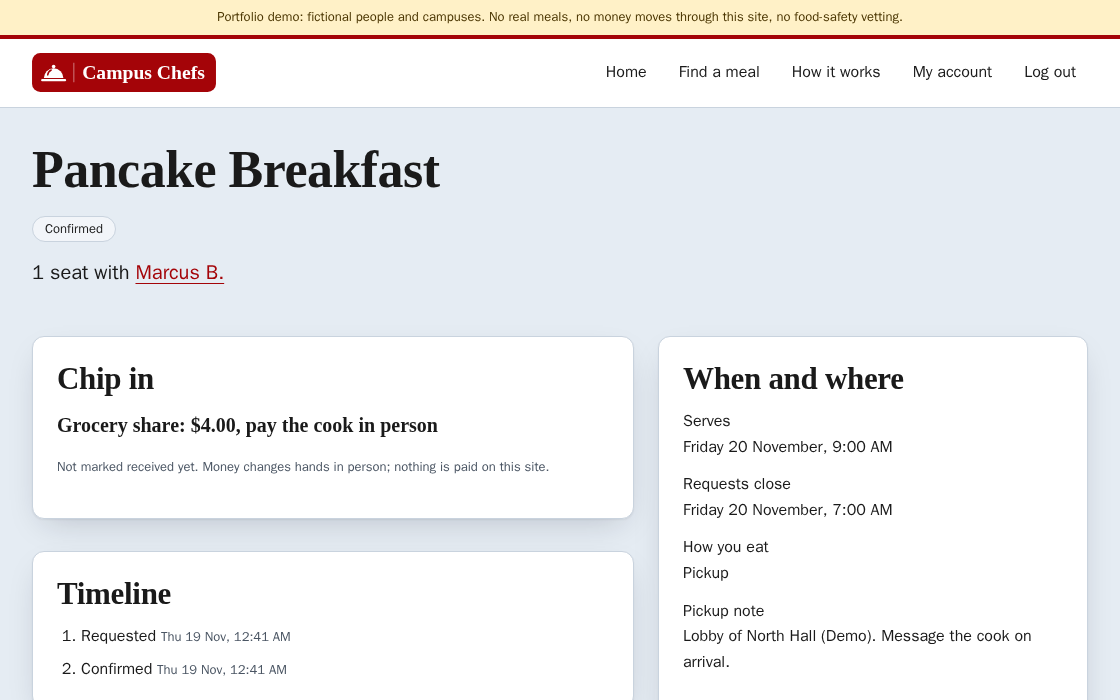 Portfolio demo: fictional people and campuses. No real meals, no money moves through this site, no food-safety vetting.
Campus Chefs
Home
Find a meal
How it works
My account
Log out
Pancake Breakfast
Confirmed
1 seat with Marcus B.
Chip in
Grocery share: $4.00, pay the cook in person
Not marked received yet. Money changes hands in person; nothing is paid on this site.
Timeline
1. Requested Thu 19 Nov, 12:41 AM
2. Confirmed Thu 19 Nov, 12:41 AM
When and where
Serves
Friday 20 November, 9:00 AM
Requests close
Friday 20 November, 7:00 AM
How you eat
Pickup
Pickup note
Lobby of North Hall (Demo). Message the cook on
arrival.